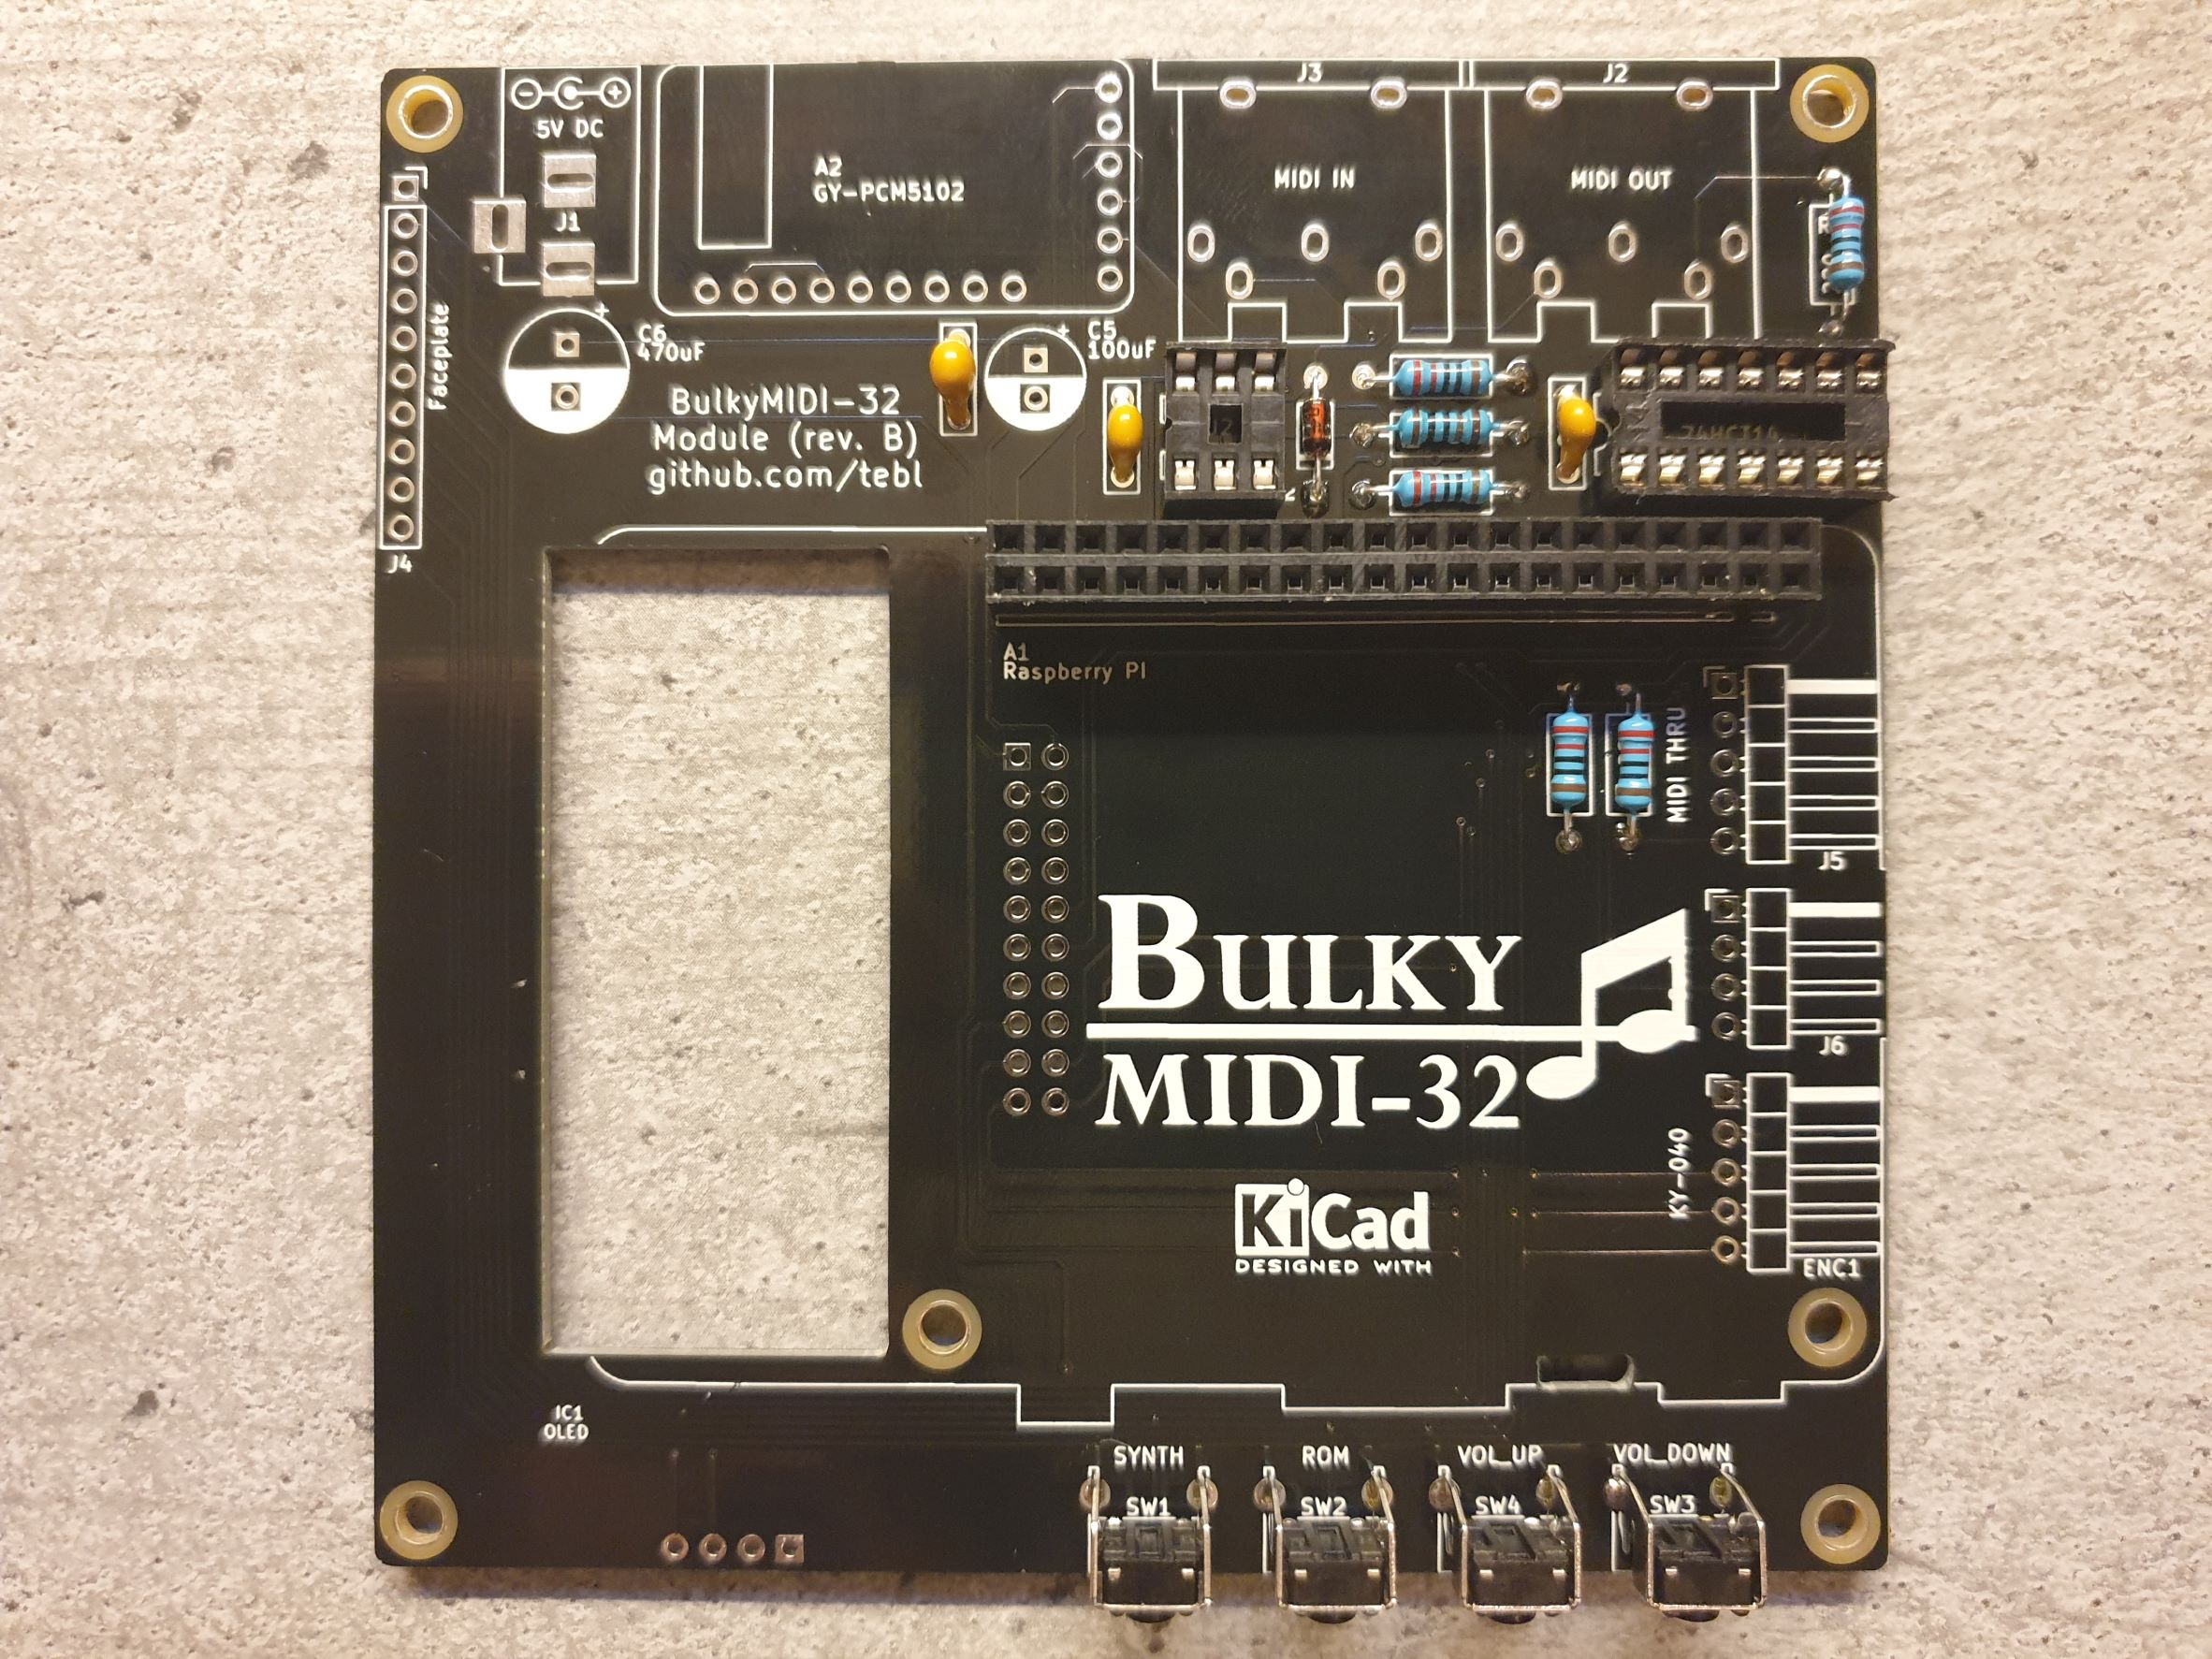 5V DC
J1
A2
GY-PCM5102
J3
MIDI IN
J2
MIDI OUT
Faceplate
J4
C6
470uF
C5
100uF
BulkyMIDI-32
Module (rev. B)
github.com/tebl
74HCT14
A1
Raspberry PI
MIDI THRU
J5
BULKY
MIDI-32
J6
KY-040
ENC1
KiCad
DESIGNED WITH
IC1
OLED
SYNTH
SW1
ROM
SW2
VOL_UP
SW4
VOL_DOWN
SW3